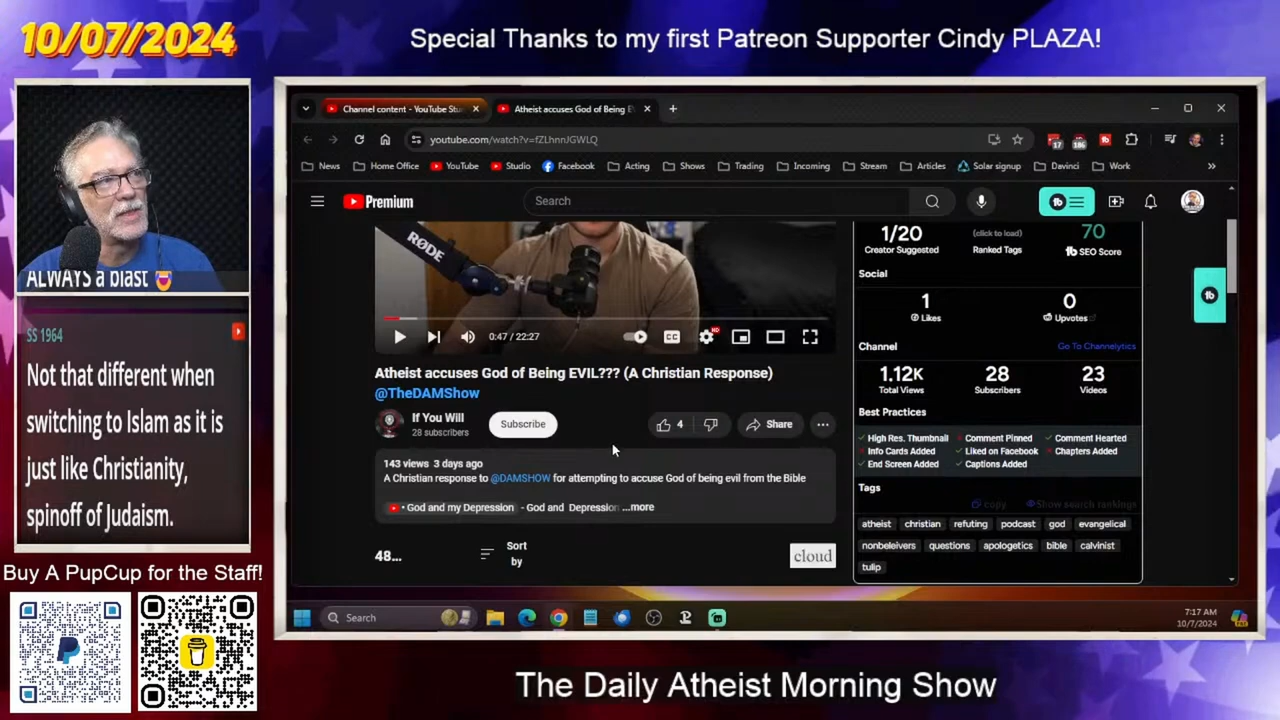 10/07/2024
Special Thanks to my first Patreon Supporter Cindy PLAZA!
ALWAYS a blast
SS 1964
Not that different when
switching to Islam as it is
just like Christianity,
spinoff of Judaism.
Buy A PupCup for the Staff!
Channel content - YouTube Stu
Atheist accuses God of Being E
youtube.com/watch?v=fZLhnnJGWLQ
17
186
News
Home Office
YouTube
Studio
Facebook
Acting
Shows
Trading
Incoming
Stream
Articles
Solar signup
Davinci
Work
Premium
Search
RØDE
0:47 / 22:27
CC
HD
Atheist accuses God of Being EVIL??? (A Christian Response)
@TheDAMShow
If You Will
28 subscribers
Subscribe
4
Share
143 views 3 days ago
A Christian response to @DAMSHOW for attempting to accuse God of being evil from the Bible
• God and my Depression - God and Depression ...more
48...
Sort
by
cloud
1/20
Creator Suggested
(click to load)
Ranked Tags
70
SEO Score
Social
1
Likes
0
Upvotes
Channel
Go To Channelytics
1.12K
Total Views
28
Subscribers
23
Videos
Best Practices
High Res. Thumbnail
Comment Pinned
Comment Hearted
Info Cards Added
Liked on Facebook
Chapters Added
End Screen Added
Captions Added
Tags
copy
Show search rankings
atheist
christian
refuting
podcast
god
evangelical
nonbeleivers
questions
apologetics
bible
calvinist
tulip
Search
7:17 AM
10/7/2024
The Daily Atheist Morning Show